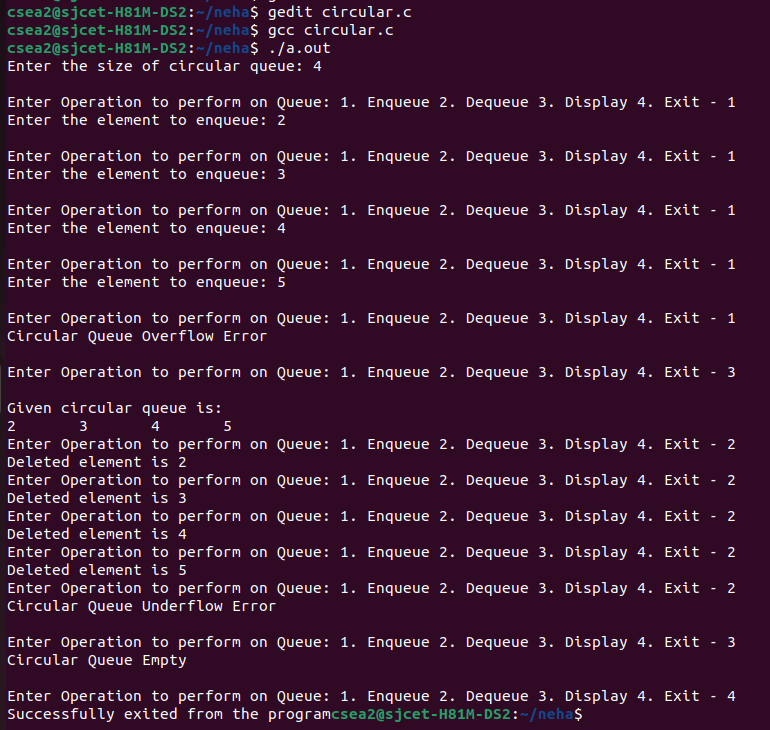 csea2@sjcet-H81M-DS2:~/neha$ gedit circular.c
csea2@sjcet-H81M-DS2:~/neha$ gcc circular.c
csea2@sjcet-H81M-DS2:~/neha$ ./a.out
Enter the size of circular queue: 4
Enter Operation to perform on Queue: 1. Enqueue 2. Dequeue 3. Display 4. Exit - 1
Enter the element to enqueue: 2
Enter Operation to perform on Queue: 1. Enqueue 2. Dequeue 3. Display 4. Exit - 1
Enter the element to enqueue: 3
Enter Operation to perform on Queue: 1. Enqueue 2. Dequeue 3. Display 4. Exit - 1
Enter the element to enqueue: 4
Enter Operation to perform on Queue: 1. Enqueue 2. Dequeue 3. Display 4. Exit - 1
Enter the element to enqueue: 5
Enter Operation to perform on Queue: 1. Enqueue 2. Dequeue 3. Display 4. Exit - 1
Circular Queue Overflow Error
Enter Operation to perform on Queue: 1. Enqueue 2. Dequeue 3. Display 4. Exit - 3
Given circular queue is:
2 3 4 5
Enter Operation to perform on Queue: 1. Enqueue 2. Dequeue 3. Display 4. Exit - 2
Deleted element is 2
Enter Operation to perform on Queue: 1. Enqueue 2. Dequeue 3. Display 4. Exit - 2
Deleted element is 3
Enter Operation to perform on Queue: 1. Enqueue 2. Dequeue 3. Display 4. Exit - 2
Deleted element is 4
Enter Operation to perform on Queue: 1. Enqueue 2. Dequeue 3. Display 4. Exit - 2
Deleted element is 5
Enter Operation to perform on Queue: 1. Enqueue 2. Dequeue 3. Display 4. Exit - 2
Circular Queue Underflow Error
Enter Operation to perform on Queue: 1. Enqueue 2. Dequeue 3. Display 4. Exit - 3
Circular Queue Empty
Enter Operation to perform on Queue: 1. Enqueue 2. Dequeue 3. Display 4. Exit - 4
Successfully exited from the programcsea2@sjcet-H81M-DS2:~/neha$